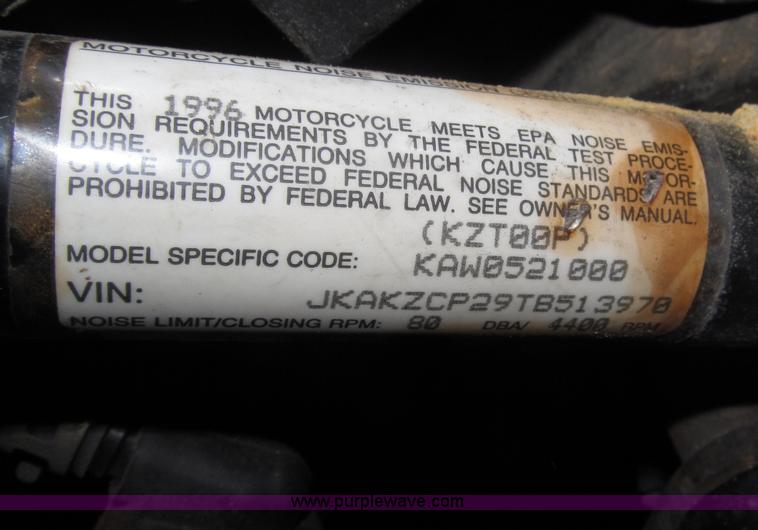 MOTORCYCLE NOISE EMISSION
THIS 1996 MOTORCYCLE MEETS EPA NOISE EMIS-
SION REQUIREMENTS BY THE FEDERAL TEST PROCE-
DURE. MODIFICATIONS WHICH CAUSE THIS MOTOR-
CYCLE TO EXCEED FEDERAL NOISE STANDARDS ARE
PROHIBITED BY FEDERAL LAW. SEE OWNER'S MANUAL.
(KZT00P)
MODEL SPECIFIC CODE: KAW0521000
VIN: JKAKZCP29TB513970
NOISE LIMIT/CLOSING RPM: 80 DBA/ 4400 RPM
www.purplewave.com